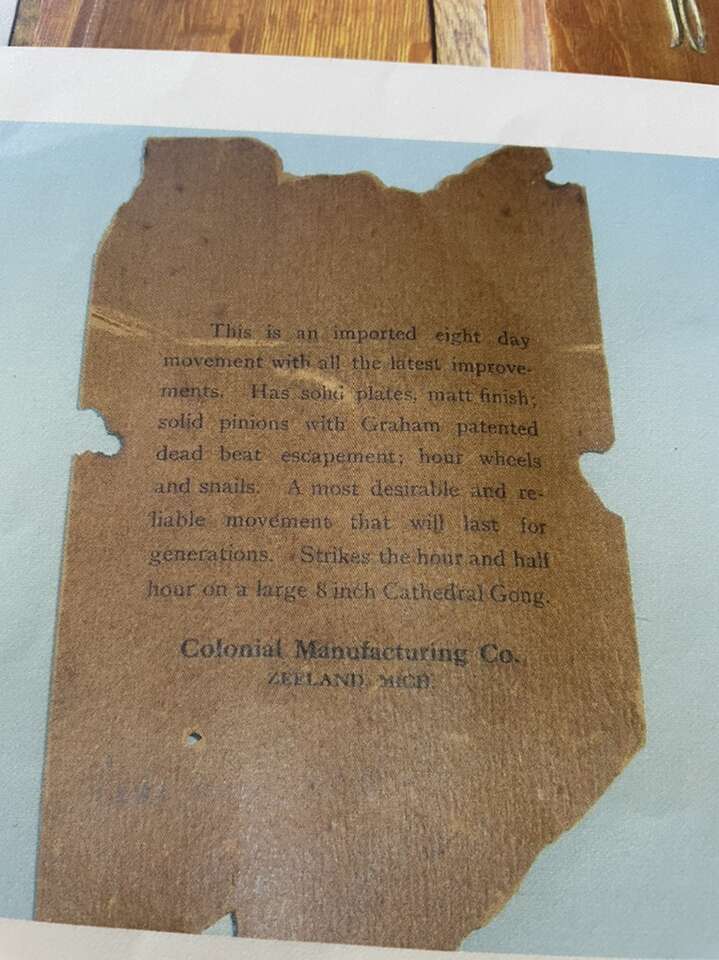 This is an imported eight day
movement with all the latest improve-
ments. Has solid plates, matt finish;
solid pinions with Graham patented
dead beat escapement; hour wheels
and snails. A most desirable and re-
liable movement that will last for
generations. Strikes the hour and half
hour on a large 8 inch Cathedral Gong.
Colonial Manufacturing Co.
ZEELAND, MICH.